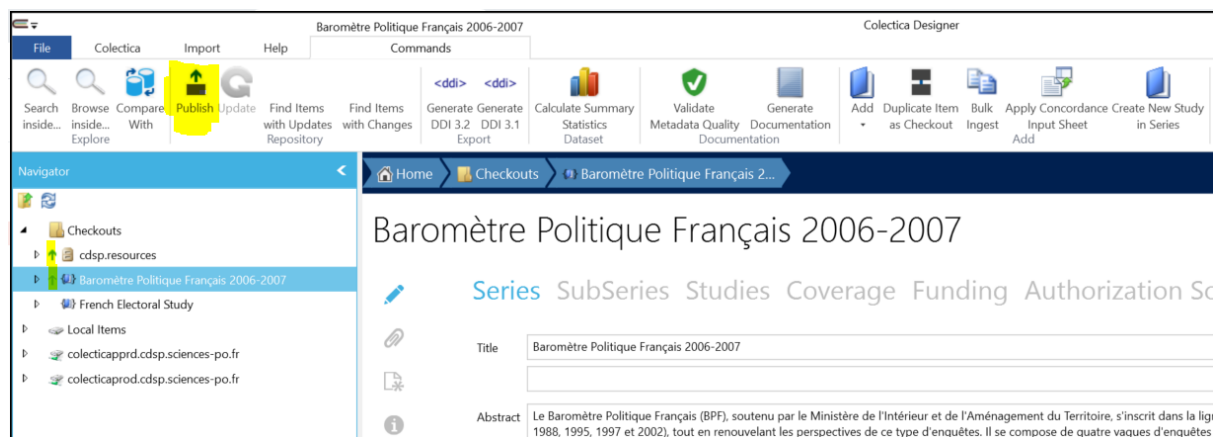 Baromètre Politique Français 2006-2007
Colectica Designer
File Colectica Import Help Commands
<ddi> <ddi>
Search Browse Compare Publish Update Find Items Find Items Generate Generate Calculate Summary Validate Generate Add Duplicate Item Bulk Apply Concordance Create New Study
inside... inside... With with Updates with Changes DDI 3.2 DDI 3.1 Statistics Metadata Quality Documentation as Checkout Ingest Input Sheet in Series
Explore Repository Export Dataset Documentation Add
Navigator
Home Checkouts Baromètre Politique Français 2...
Checkouts
cdsp.resources
Baromètre Politique Français 2006-2007
French Electoral Study
Local Items
colecticapprd.cdsp.sciences-po.fr
colecticaprod.cdsp.sciences-po.fr
Baromètre Politique Français 2006-2007
Series SubSeries Studies Coverage Funding Authorization So
Title Baromètre Politique Français 2006-2007
Abstract Le Baromètre Politique Français (BPF), soutenu par le Ministère de l'Intérieur et de l'Aménagement du Territoire, s'inscrit dans la lign
1988, 1995, 1997 et 2002), tout en renouvelant les perspectives de ce type d'enquêtes. Il se compose de quatre vagues d'enquêtes